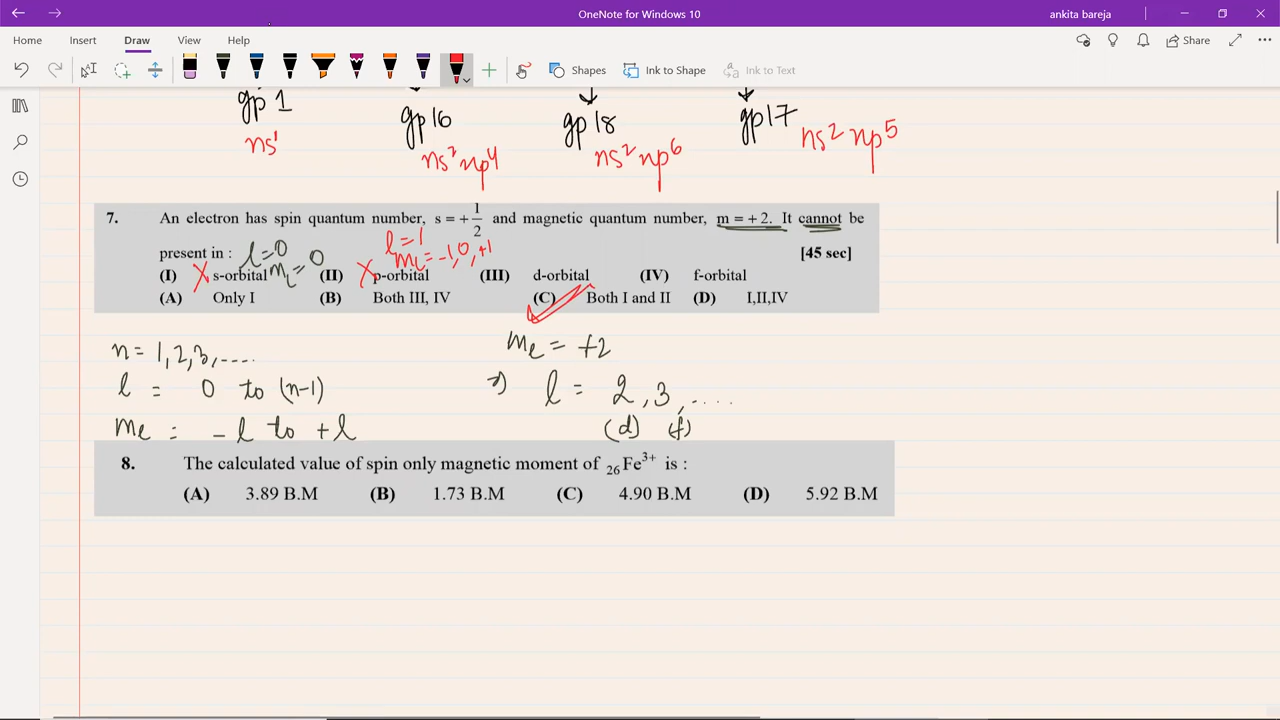 OneNote for Windows 10
ankita bareja
Home Insert Draw View Help
Share
Shapes
Ink to Shape
Ink to Text
gp 1 gp 16 gp 18 gp 17
ns¹ ns² np⁴ ns² np⁶ ns² np⁵
7. An electron has spin quantum number, s = + 1/2 and magnetic quantum number, m = + 2. It cannot be
present in : [45 sec]
l = 0 mₗ = 0
l = 1
mₗ = -1, 0, +1
(I) s-orbital (II) p-orbital (III) d-orbital (IV) f-orbital
(A) Only I (B) Both III, IV (C) Both I and II (D) I,II,IV
n = 1, 2, 3, ....
l = 0 to (n-1)
mₗ = - l to + l
mₗ = +2
⇒ l = 2, 3, ....
(d) (f)
8. The calculated value of spin only magnetic moment of ₂₆Fe³⁺ is :
(A) 3.89 B.M (B) 1.73 B.M (C) 4.90 B.M (D) 5.92 B.M